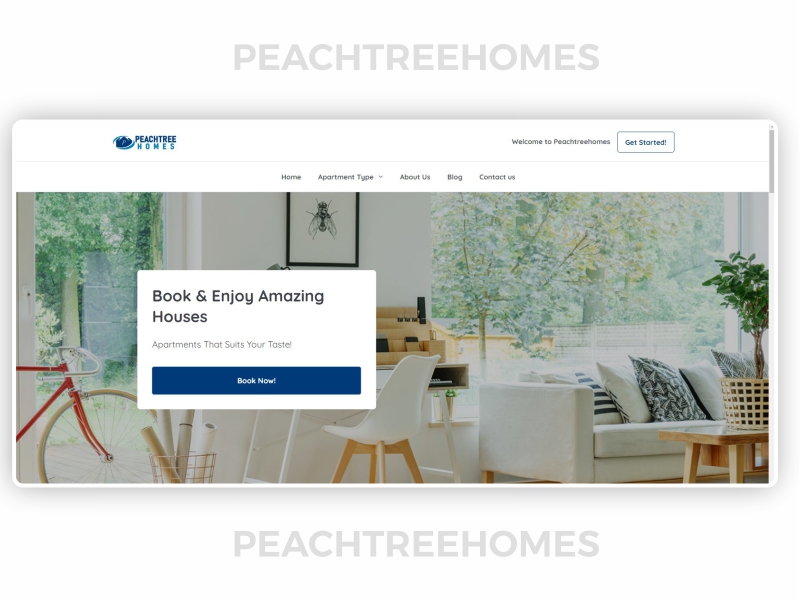 PEACHTREEHOMES
PEACHTREE
HOMES
Welcome to Peachtreehomes
Get Started!
Home
Apartment Type
About Us
Blog
Contact us
Book & Enjoy Amazing
Houses
Apartments That Suits Your Taste!
Book Now!
PEACHTREEHOMES